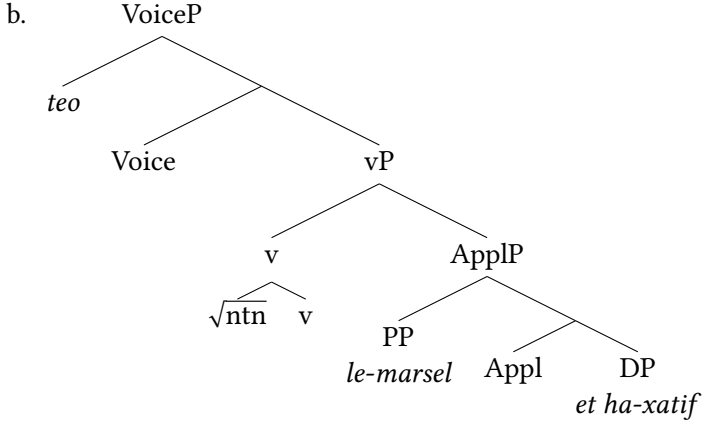 b. VoiceP
teo
Voice vP
v ApplP
√ntn v PP Appl DP
le-marsel
et ha-xatif